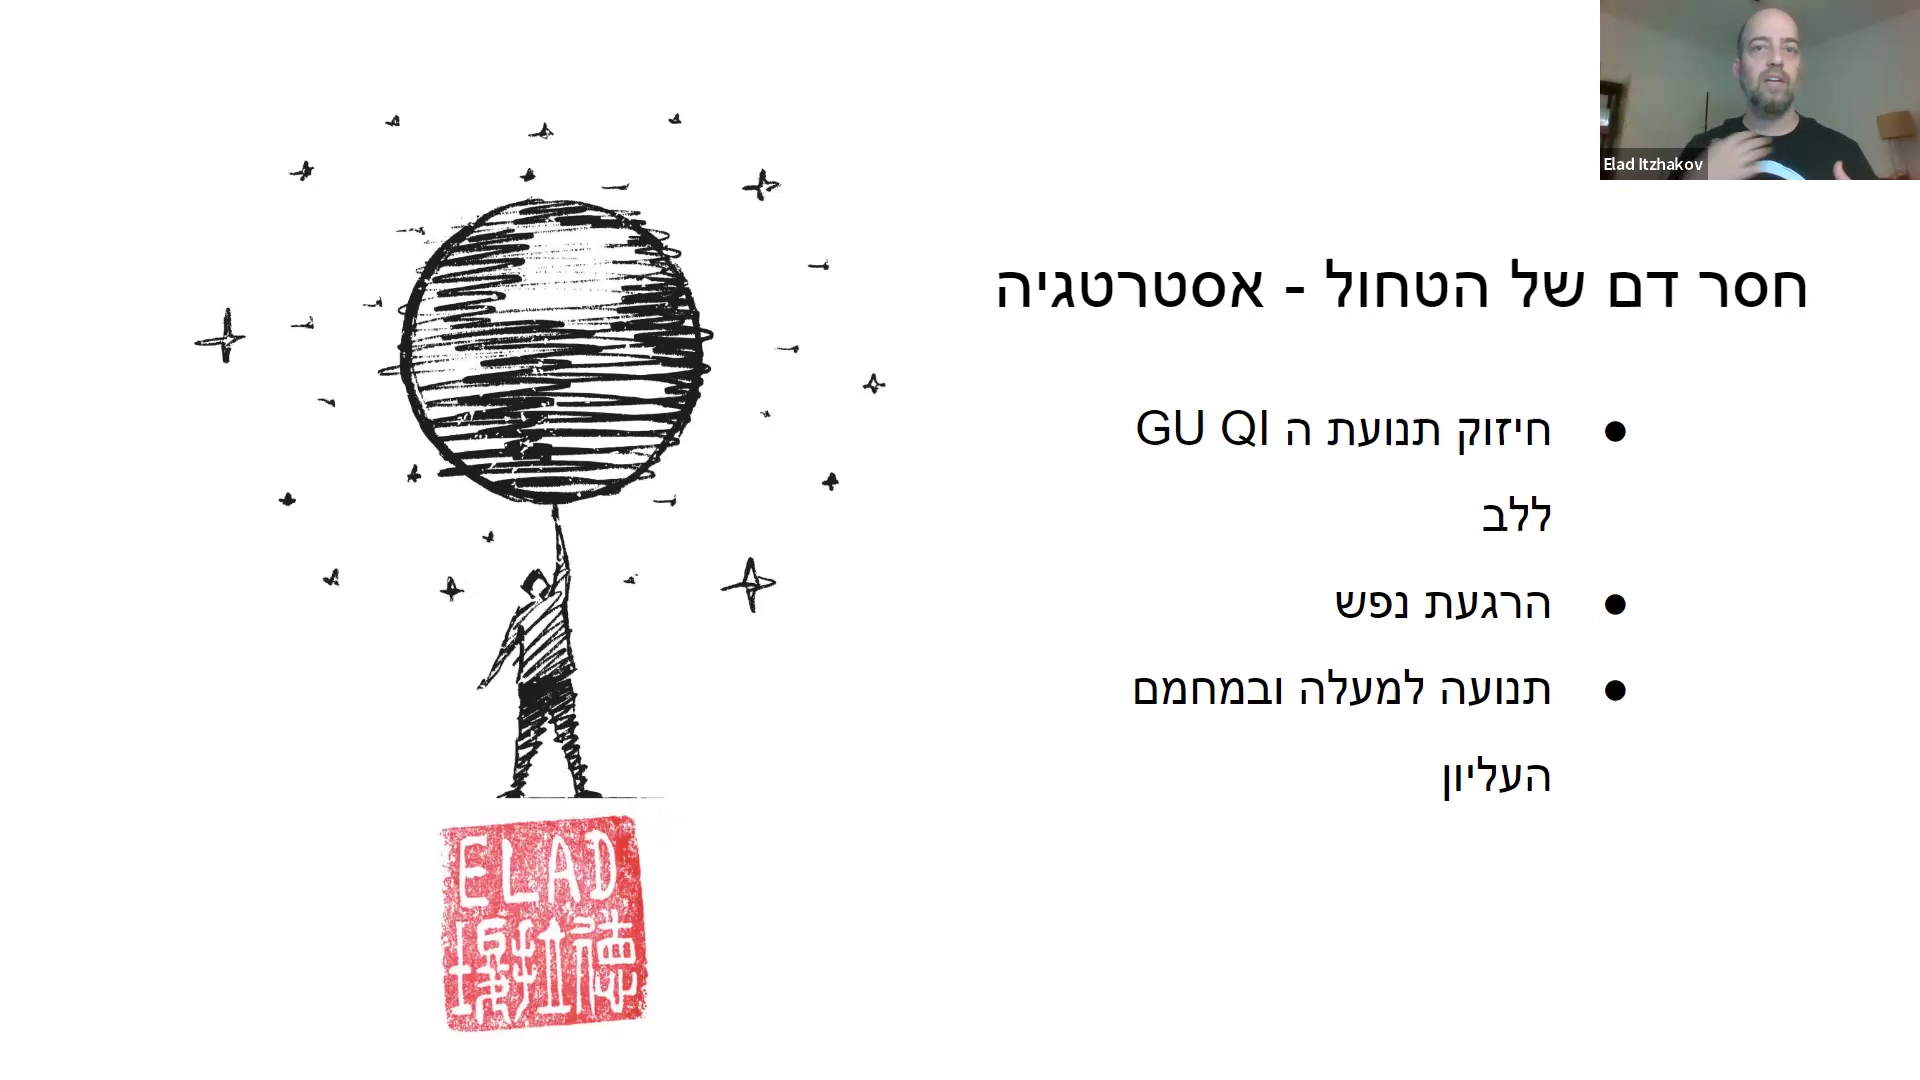 Elad Itzhakov
חסר דם של הטחול - אסטרטגיה
● חיזוק תנועת ה GU QI
ללב
● הרגעת נפש
● תנועה למעלה ובמחמם
העליון
ELAD